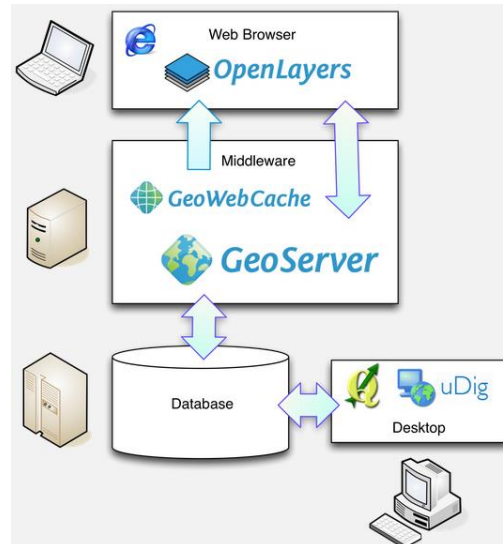 Web Browser
OpenLayers
Middleware
GeoWebCache
GeoServer
Database
uDig
Desktop